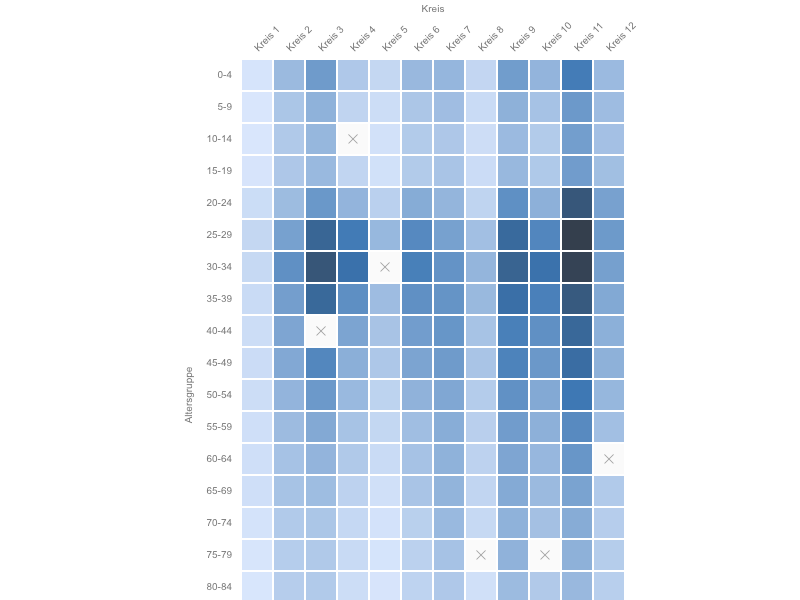 Kreis
Kreis 1
Kreis 2
Kreis 3
Kreis 4
Kreis 5
Kreis 6
Kreis 7
Kreis 8
Kreis 9
Kreis 10
Kreis 11
Kreis 12
Altersgruppe
0-4
5-9
10-14
15-19
20-24
25-29
30-34
35-39
40-44
45-49
50-54
55-59
60-64
65-69
70-74
75-79
80-84